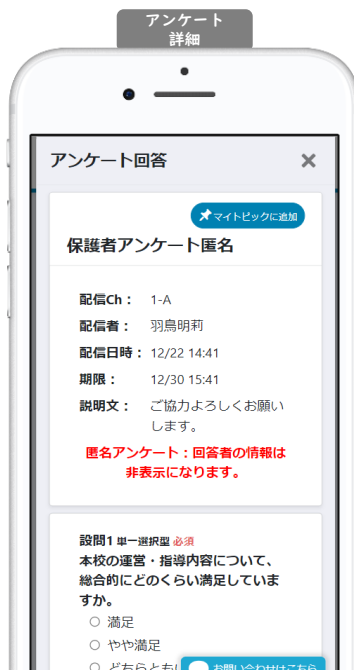 アンケート
詳細
アンケート回答
マイトピックに追加
保護者アンケート匿名
配信Ch： 1-A
配信者： 羽鳥明莉
配信日時： 12/22 14:41
期限： 12/30 15:41
説明文： ご協力よろしくお願い
します。
匿名アンケート：回答者の情報は
非表示になります。
設問1 単一選択型 必須
本校の運営・指導内容について、
総合的にどのくらい満足していま
すか。
満足
やや満足
どちらとも
お問い合わせはこちら